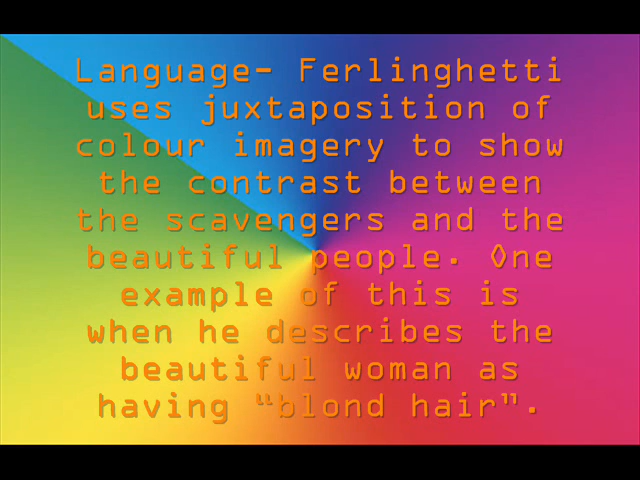 Language- Ferlinghetti
uses juxtaposition of
colour imagery to show
the contrast between
the scavengers and the
beautiful people. One
example of this is
when he describes the
beautiful woman as
having “blond hair”.